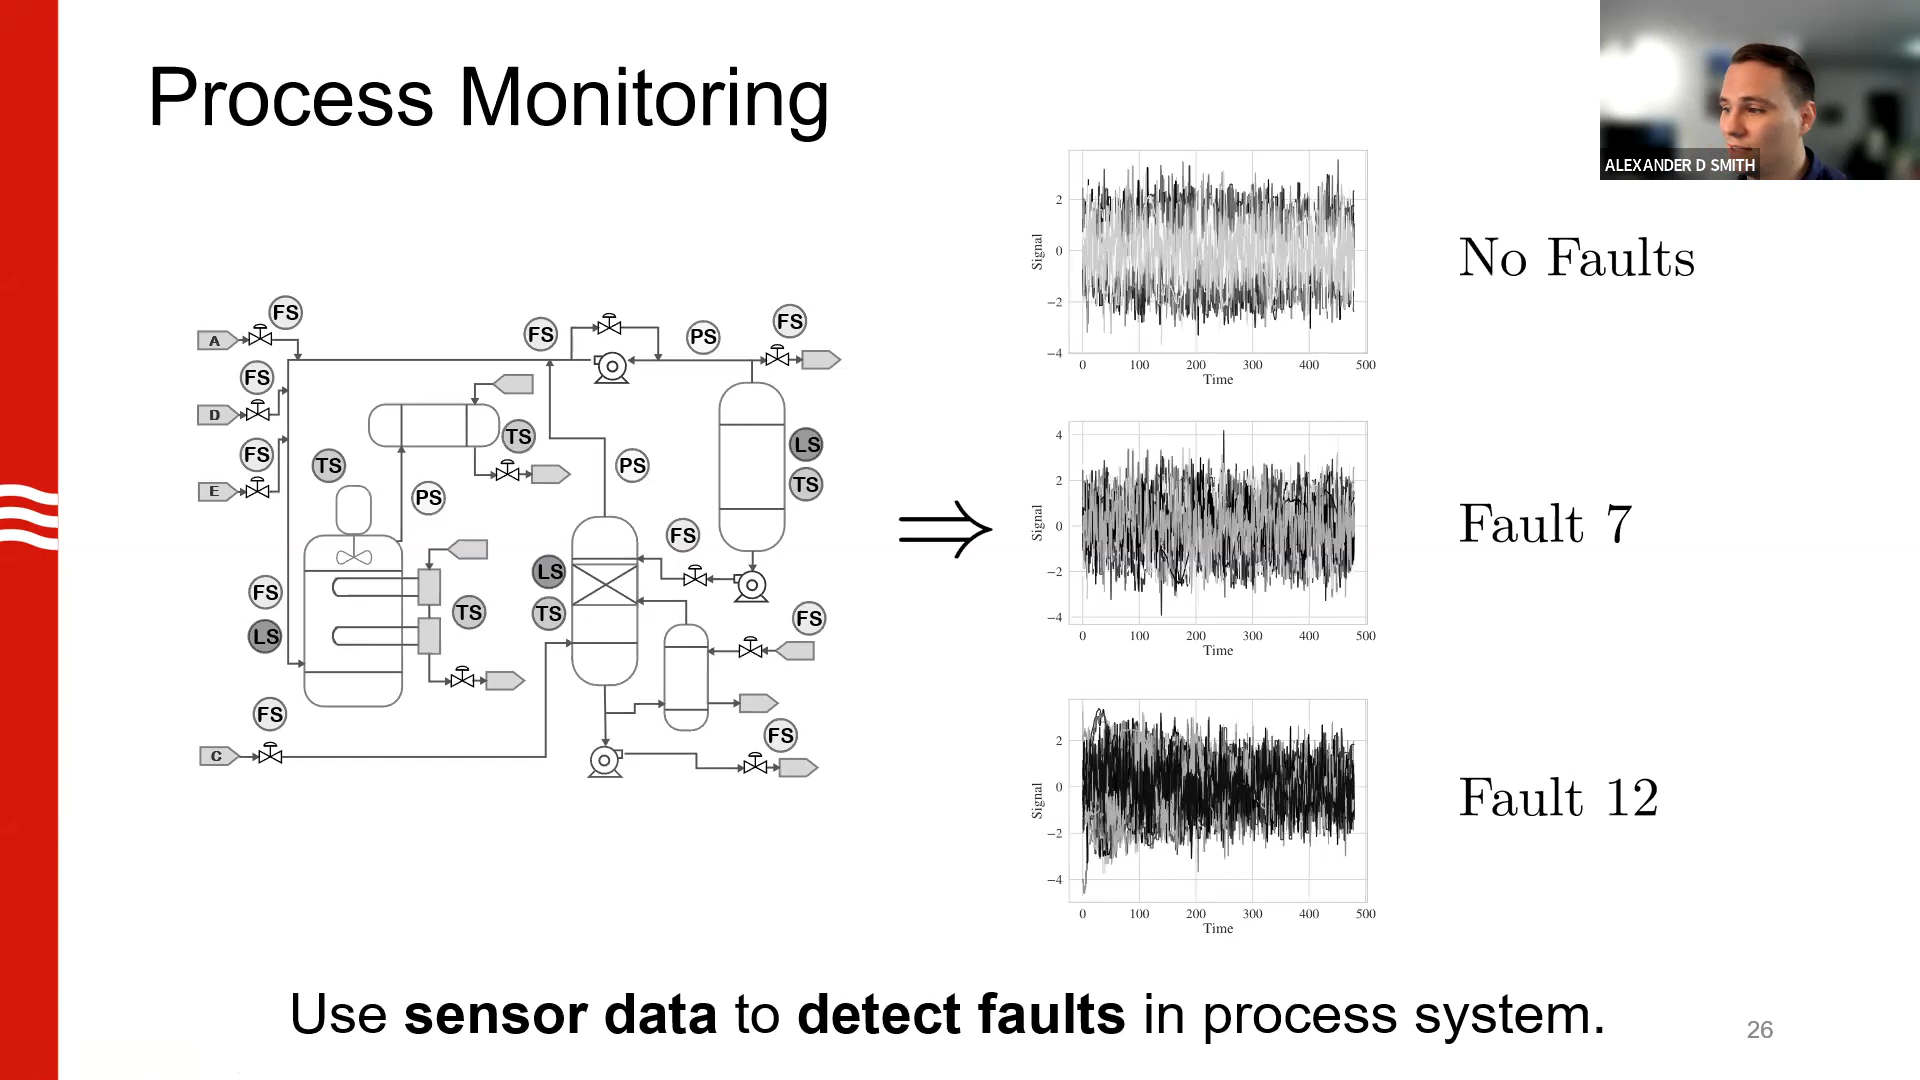 Process Monitoring
ALEXANDER D SMITH
FS
A
FS
D
FS
E
TS
PS
FS
LS
TS
FS
C
TS
FS
PS
FS
PS
LS
TS
LS
TS
FS
FS
FS
2
0
−2
−4
Signal
0 100 200 300 400 500
Time
No Faults
4
2
0
−2
−4
Signal
0 100 200 300 400 500
Time
Fault 7
2
0
−2
−4
Signal
0 100 200 300 400 500
Time
Fault 12
Use sensor data to detect faults in process system.
26